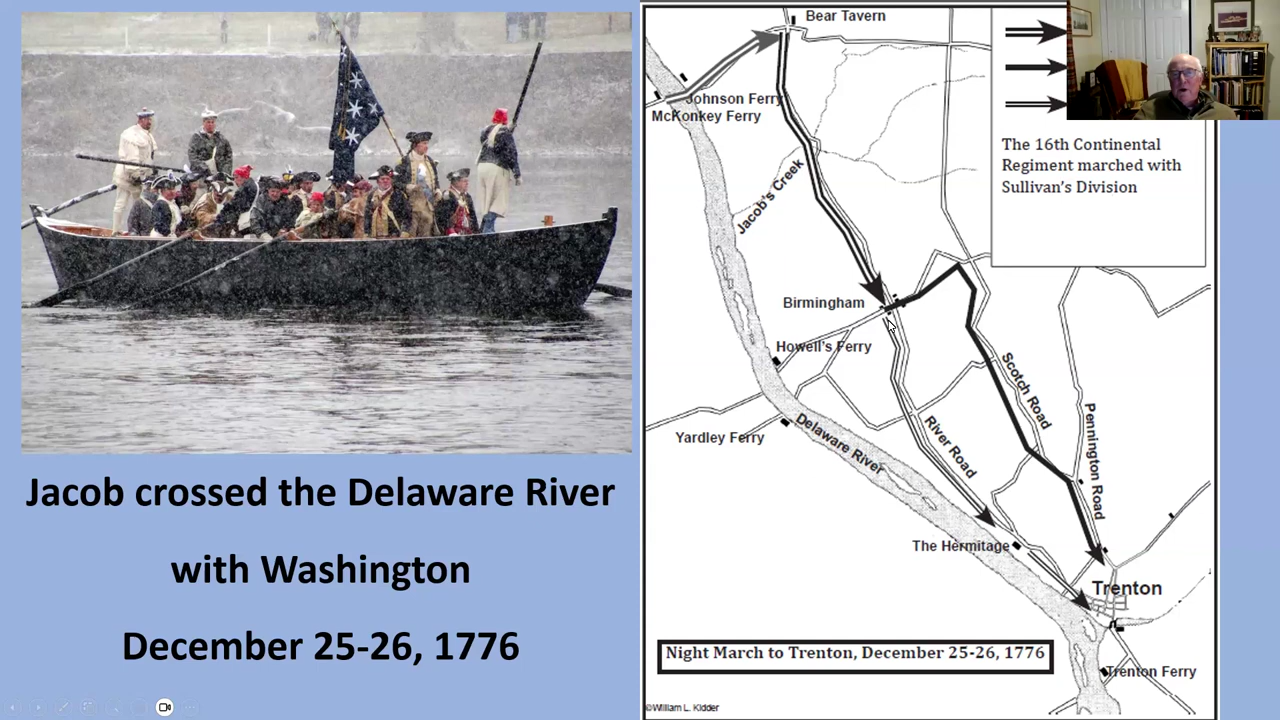 Jacob crossed the Delaware River
with Washington
December 25-26, 1776
Bear Tavern
Johnson Ferry
McKonkey Ferry
The 16th Continental
Regiment marched with
Sullivan's Division
Jacob's Creek
Birmingham
Howell's Ferry
Scotch Road
Pennington Road
Yardley Ferry
Delaware River
River Road
The Hermitage
Trenton
Night March to Trenton, December 25-26, 1776
Trenton Ferry
©William L. Kidder